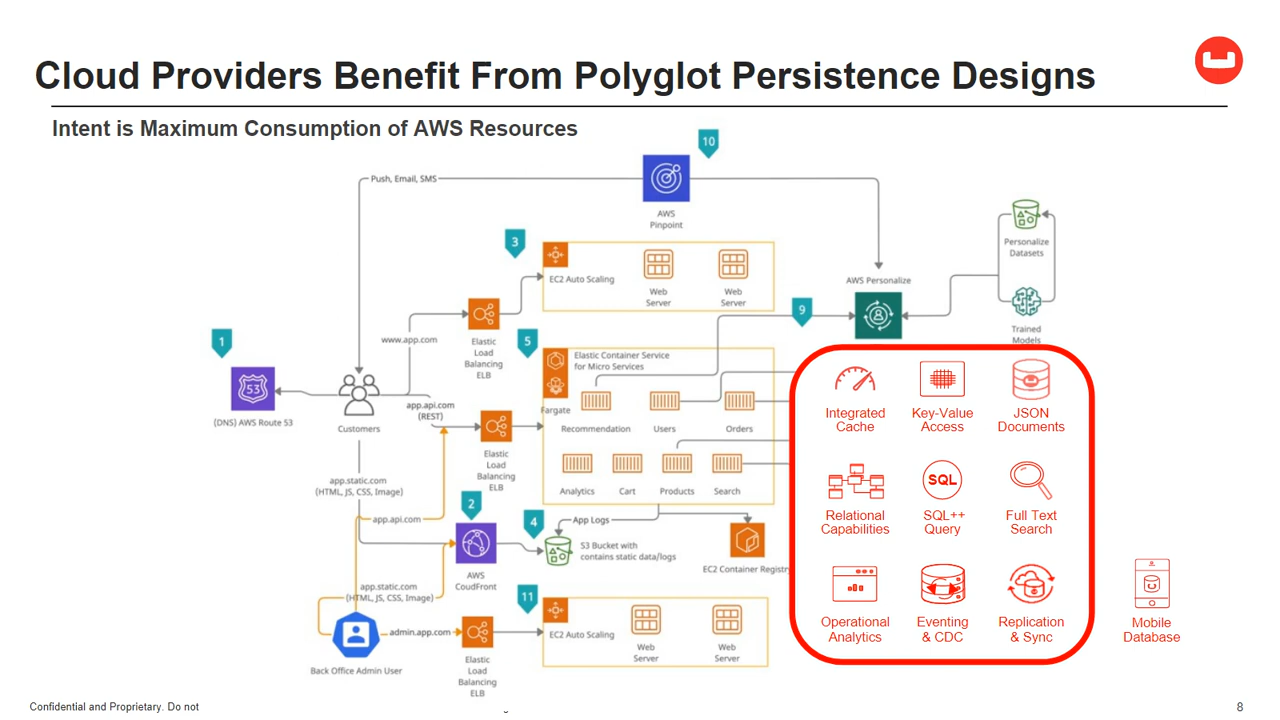 Cloud Providers Benefit From Polyglot Persistence Designs
Intent is Maximum Consumption of AWS Resources
10
Push, Email, SMS
AWS
Pinpoint
3
EC2 Auto Scaling
Web
Server
Web
Server
Personalize
Datasets
AWS Personalize
Trained
Models
9
1
www.app.com
Elastic
Load
Balancing
ELB
5
Elastic Container Service
for Micro Services
53
(DNS) AWS Route 53
Customers
app.api.com
(REST)
Fargate
Recommendation
Users
Orders
Elastic
Load
Balancing
ELB
Analytics
Cart
Products
Search
app.static.com
(HTML, JS, CSS, Image)
app.api.com
2
AWS
CoudFront
4
App Logs
S3 Bucket with
contains static data/logs
EC2 Container Registry
app.static.com
(HTML, JS, CSS, Image)
11
admin.app.com
Back Office Admin User
Elastic
Load
Balancing
ELB
EC2 Auto Scaling
Web
Server
Web
Server
Integrated
Cache
Key-Value
Access
JSON
Documents
Relational
Capabilities
SQL
SQL++
Query
Full Text
Search
Operational
Analytics
Eventing
& CDC
Replication
& Sync
Mobile
Database
Confidential and Proprietary. Do not
8